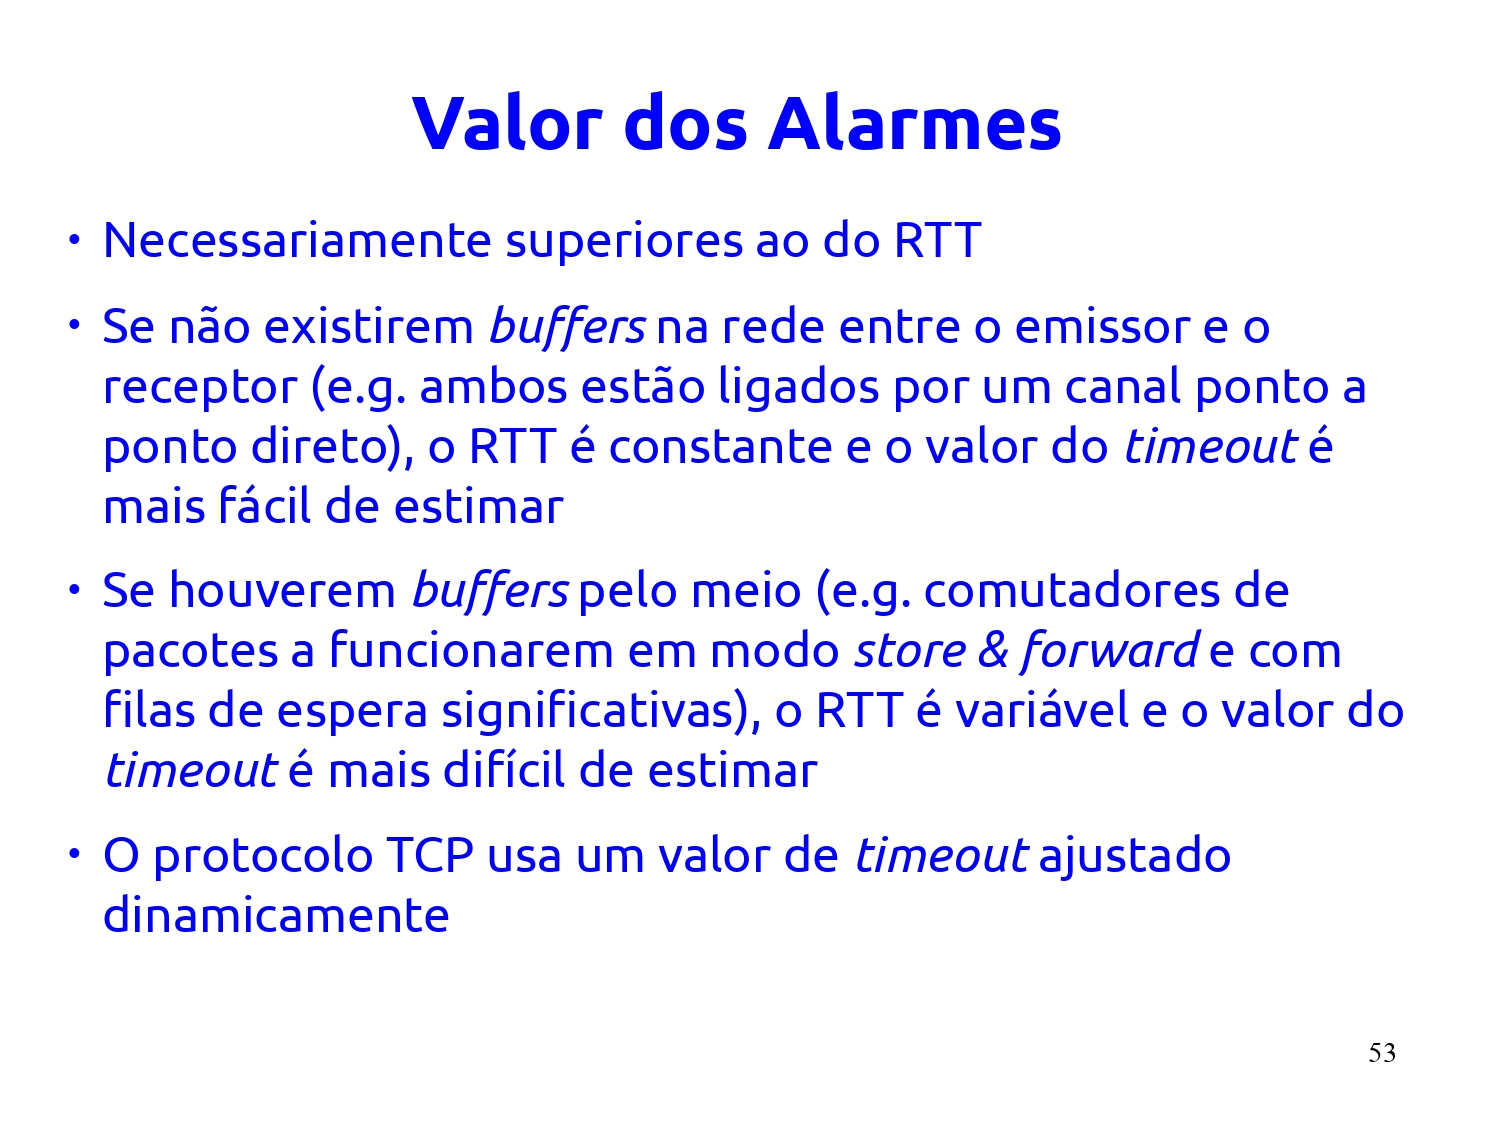 Valor dos Alarmes
• Necessariamente superiores ao do RTT
• Se não existirem buffers na rede entre o emissor e o
receptor (e.g. ambos estão ligados por um canal ponto a
ponto direto), o RTT é constante e o valor do timeout é
mais fácil de estimar
• Se houverem buffers pelo meio (e.g. comutadores de
pacotes a funcionarem em modo store & forward e com
filas de espera significativas), o RTT é variável e o valor do
timeout é mais difícil de estimar
• O protocolo TCP usa um valor de timeout ajustado
dinamicamente
53